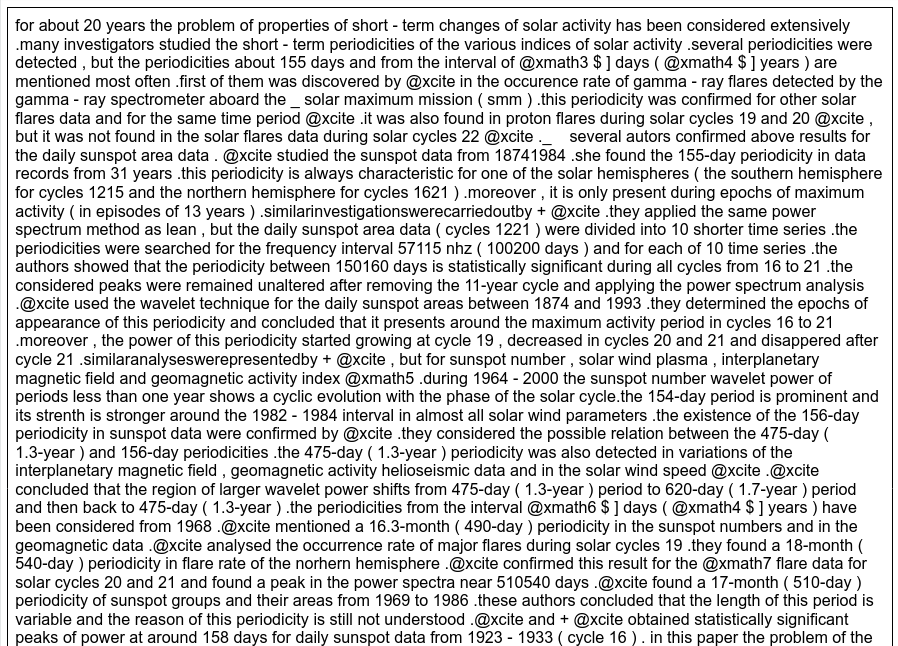 for about 20 years the problem of properties of short - term changes of solar activity has been considered extensively
.many investigators studied the short - term periodicities of the various indices of solar activity .several periodicities were
detected , but the periodicities about 155 days and from the interval of @xmath3 $ ] days ( @xmath4 $ ] years ) are
mentioned most often .first of them was discovered by @xcite in the occurence rate of gamma - ray flares detected by the
gamma - ray spectrometer aboard the _ solar maximum mission ( smm ) .this periodicity was confirmed for other solar
flares data and for the same time period @xcite .it was also found in proton flares during solar cycles 19 and 20 @xcite ,
but it was not found in the solar flares data during solar cycles 22 @xcite ._    several autors confirmed above results for
the daily sunspot area data . @xcite studied the sunspot data from 18741984 .she found the 155-day periodicity in data
records from 31 years .this periodicity is always characteristic for one of the solar hemispheres ( the southern hemisphere
for cycles 1215 and the northern hemisphere for cycles 1621 ) .moreover , it is only present during epochs of maximum
activity ( in episodes of 13 years ) .similarinvestigationswerecarriedoutby + @xcite .they applied the same power
spectrum method as lean , but the daily sunspot area data ( cycles 1221 ) were divided into 10 shorter time series .the
periodicities were searched for the frequency interval 57115 nhz ( 100200 days ) and for each of 10 time series .the
authors showed that the periodicity between 150160 days is statistically significant during all cycles from 16 to 21 .the
considered peaks were remained unaltered after removing the 11-year cycle and applying the power spectrum analysis
.@xcite used the wavelet technique for the daily sunspot areas between 1874 and 1993 .they determined the epochs of
appearance of this periodicity and concluded that it presents around the maximum activity period in cycles 16 to 21
.moreover , the power of this periodicity started growing at cycle 19 , decreased in cycles 20 and 21 and disappered after
cycle 21 .similaranalyseswerepresentedby + @xcite , but for sunspot number , solar wind plasma , interplanetary
magnetic field and geomagnetic activity index @xmath5 .during 1964 - 2000 the sunspot number wavelet power of
periods less than one year shows a cyclic evolution with the phase of the solar cycle.the 154-day period is prominent and
its strenth is stronger around the 1982 - 1984 interval in almost all solar wind parameters .the existence of the 156-day
periodicity in sunspot data were confirmed by @xcite .they considered the possible relation between the 475-day (
1.3-year ) and 156-day periodicities .the 475-day ( 1.3-year ) periodicity was also detected in variations of the
interplanetary magnetic field , geomagnetic activity helioseismic data and in the solar wind speed @xcite .@xcite
concluded that the region of larger wavelet power shifts from 475-day ( 1.3-year ) period to 620-day ( 1.7-year ) period
and then back to 475-day ( 1.3-year ) .the periodicities from the interval @xmath6 $ ] days ( @xmath4 $ ] years ) have
been considered from 1968 .@xcite mentioned a 16.3-month ( 490-day ) periodicity in the sunspot numbers and in the
geomagnetic data .@xcite analysed the occurrence rate of major flares during solar cycles 19 .they found a 18-month (
540-day ) periodicity in flare rate of the norhern hemisphere .@xcite confirmed this result for the @xmath7 flare data for
solar cycles 20 and 21 and found a peak in the power spectra near 510540 days .@xcite found a 17-month ( 510-day )
periodicity of sunspot groups and their areas from 1969 to 1986 .these authors concluded that the length of this period is
variable and the reason of this periodicity is still not understood .@xcite and + @xcite obtained statistically significant
peaks of power at around 158 days for daily sunspot data from 1923 - 1933 ( cycle 16 ) . in this paper the problem of the